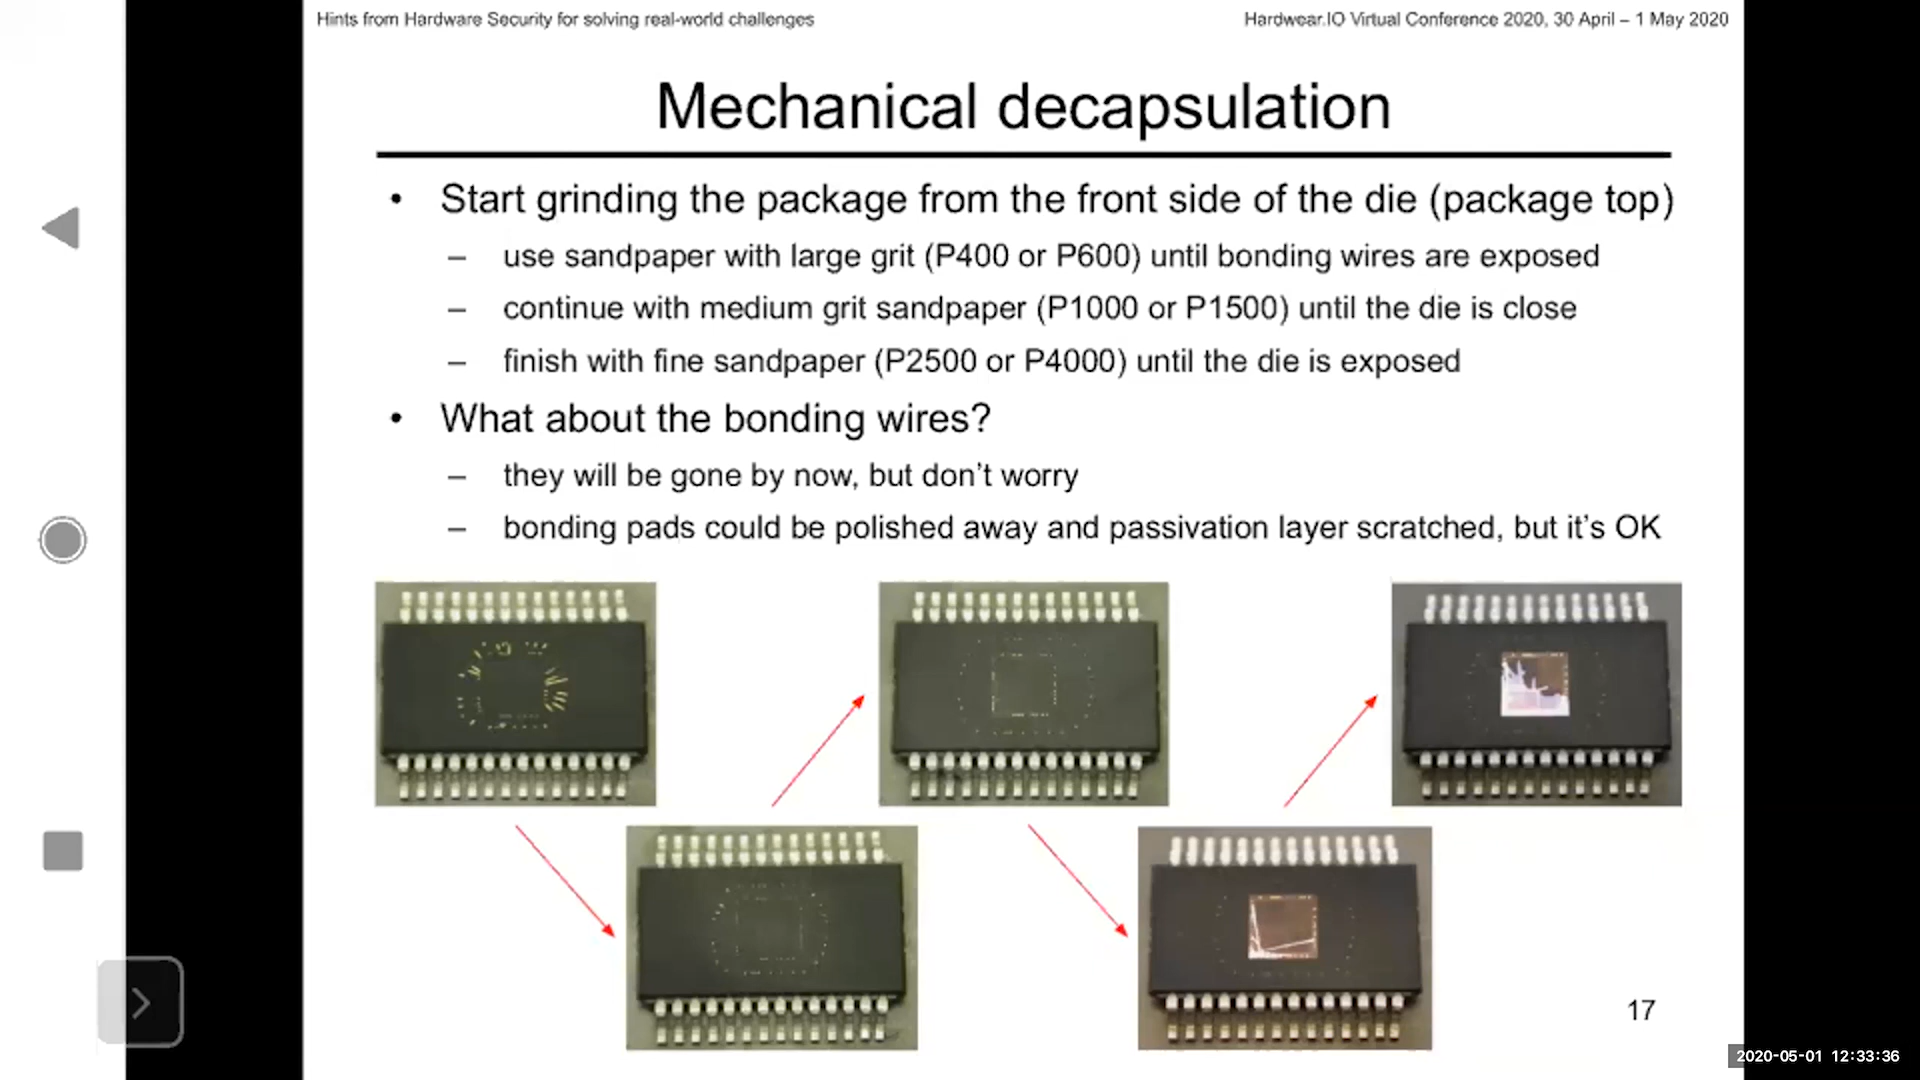 Hints from Hardware Security for solving real-world challenges
Hardwear.IO Virtual Conference 2020, 30 April – 1 May 2020
Mechanical decapsulation
• Start grinding the package from the front side of the die (package top)
– use sandpaper with large grit (P400 or P600) until bonding wires are exposed
– continue with medium grit sandpaper (P1000 or P1500) until the die is close
– finish with fine sandpaper (P2500 or P4000) until the die is exposed
• What about the bonding wires?
– they will be gone by now, but don’t worry
– bonding pads could be polished away and passivation layer scratched, but it’s OK
17
2020-05-01 12:33:36